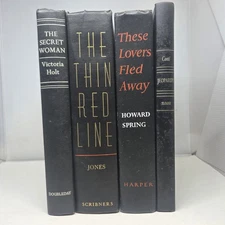 THE
SECRET
WOMAN
Victoria
Holt
DOUBLEDAY
THE
THIN
RED
LINE
JONES
SCRIBNERS
These
Lovers
Fled
Away
HOWARD
SPRING
HARPER